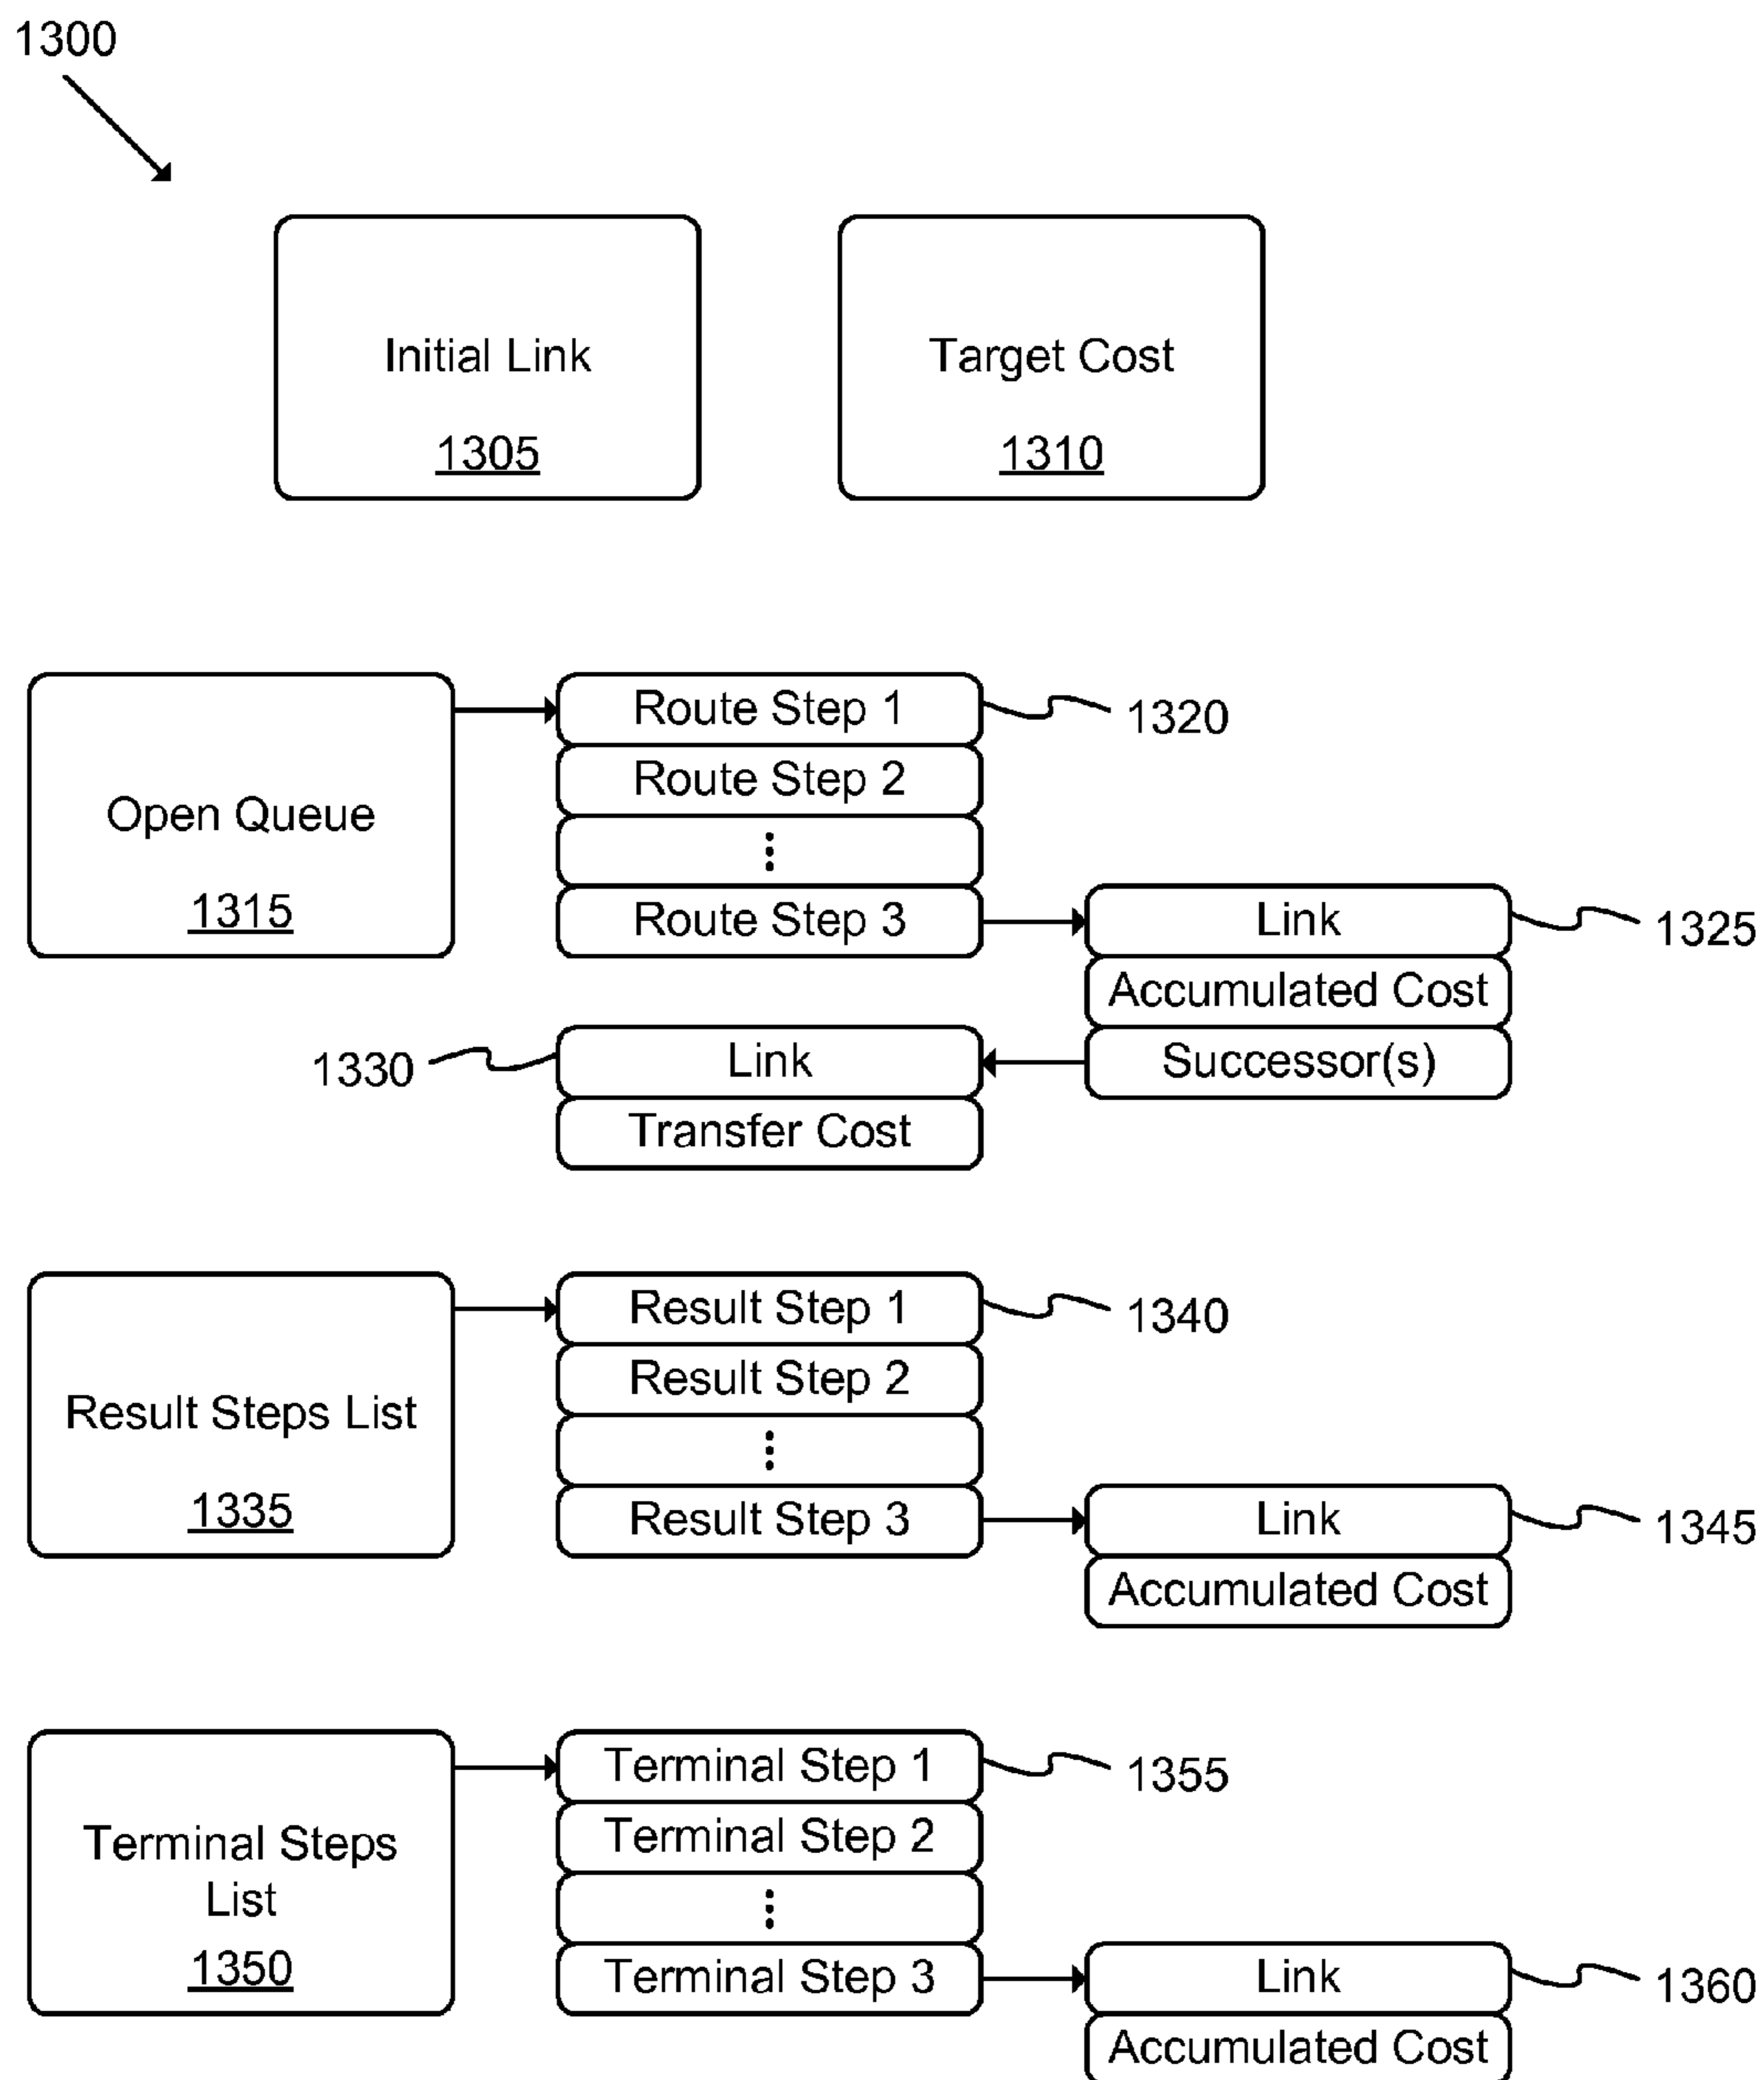 1300
Initial Link
1305
Target Cost
1310
Open Queue
1315
Route Step 1
1320
Route Step 2
⋮
Route Step 3
Link
1325
Accumulated Cost
Successor(s)
1330
Link
Transfer Cost
Result Steps List
1335
Result Step 1
1340
Result Step 2
⋮
Result Step 3
Link
1345
Accumulated Cost
Terminal Steps
List
1350
Terminal Step 1
1355
Terminal Step 2
⋮
Terminal Step 3
Link
1360
Accumulated Cost